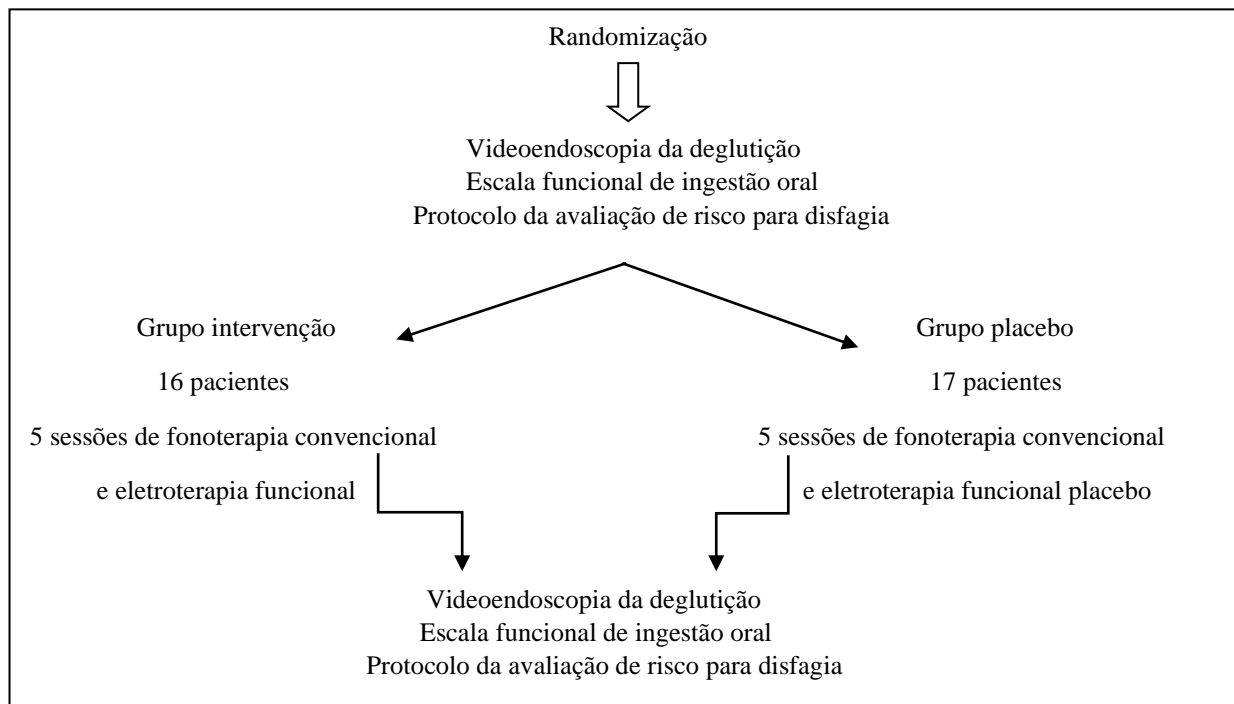 Randomização
Videoendoscopia da deglutição
Escala funcional de ingestão oral
Protocolo da avaliação de risco para disfagia
Grupo intervenção
16 pacientes
5 sessões de fonoterapia convencional
e eletroterapia funcional
Grupo placebo
17 pacientes
5 sessões de fonoterapia convencional
e eletroterapia funcional placebo
Videoendoscopia da deglutição
Escala funcional de ingestão oral
Protocolo da avaliação de risco para disfagia